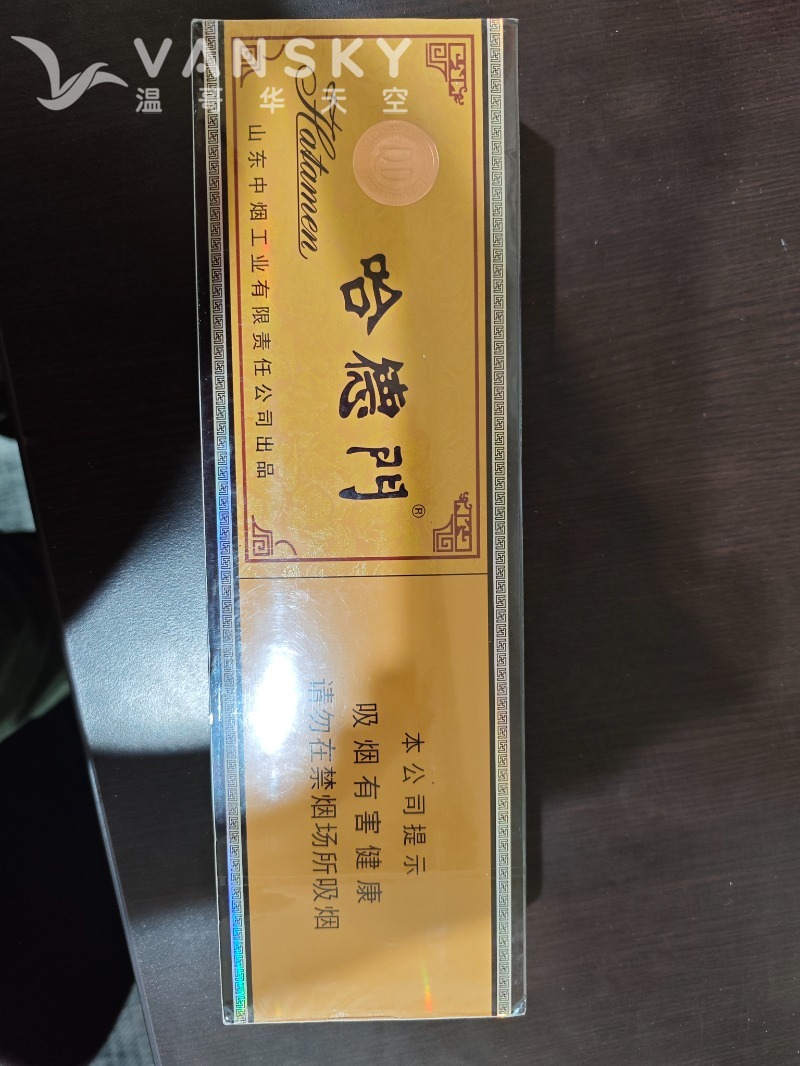 VANSKY
温哥华天空
Hatamen
哈德門®
山东中烟工业有限责任公司出品
本公司提示
吸烟有害健康
请勿在禁烟场所吸烟